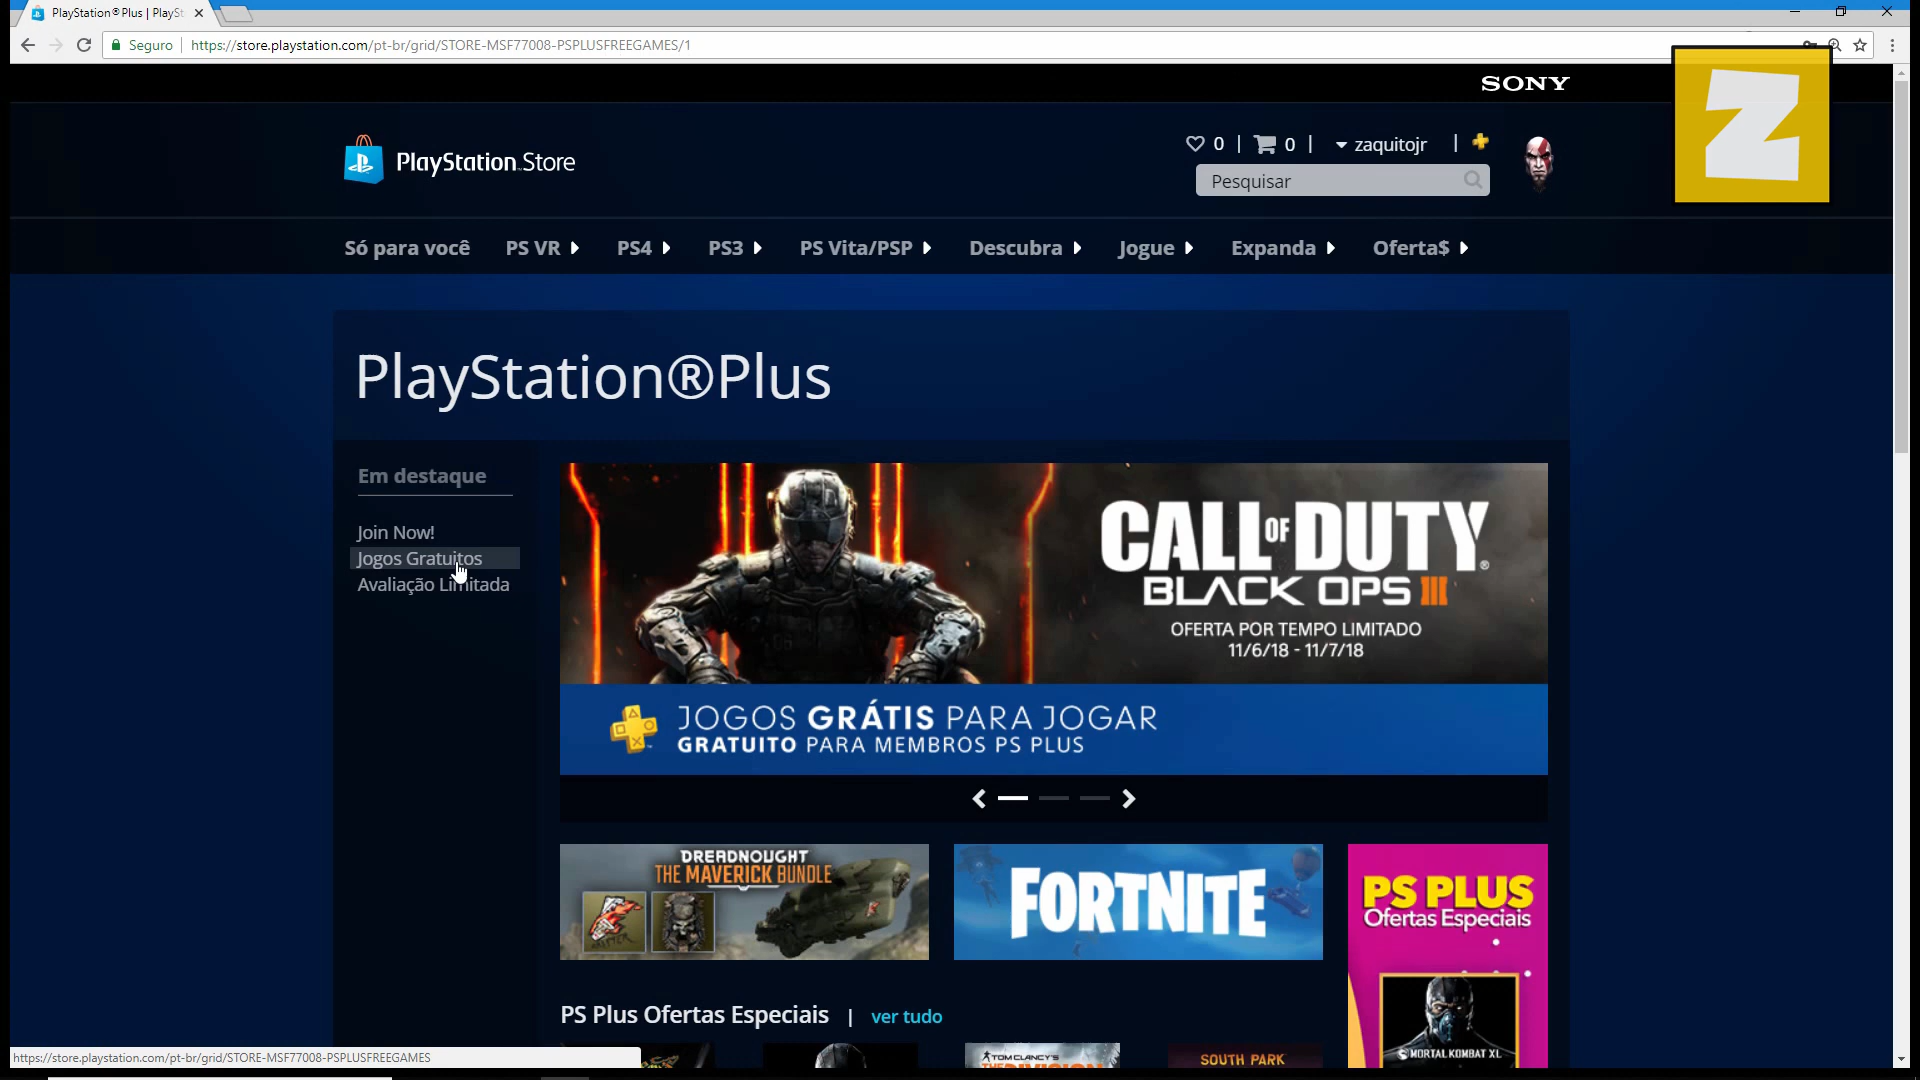 PlayStation®Plus | PlaySt
Seguro
https://store.playstation.com/pt-br/grid/STORE-MSF77008-PSPLUSFREEGAMES/1
SONY
Z
PlayStation Store
0 | 0 | zaquitojr |
Pesquisar
Só para você PS VR PS4 PS3 PS Vita/PSP Descubra Jogue Expanda Oferta$
PlayStation®Plus
Em destaque
Join Now!
Jogos Gratuitos
Avaliação Limitada
CALL OF DUTY®
BLACK OPS III
OFERTA POR TEMPO LIMITADO
11/6/18 - 11/7/18
JOGOS GRÁTIS PARA JOGAR
GRATUITO PARA MEMBROS PS PLUS
DREADNOUGHT
THE MAVERICK BUNDLE
FORTNITE
PS PLUS
Ofertas Especiais
MORTAL KOMBAT XL
PS Plus Ofertas Especiais | ver tudo
TOM CLANCY'S
THE DIVISION
SOUTH PARK
https://store.playstation.com/pt-br/grid/STORE-MSF77008-PSPLUSFREEGAMES